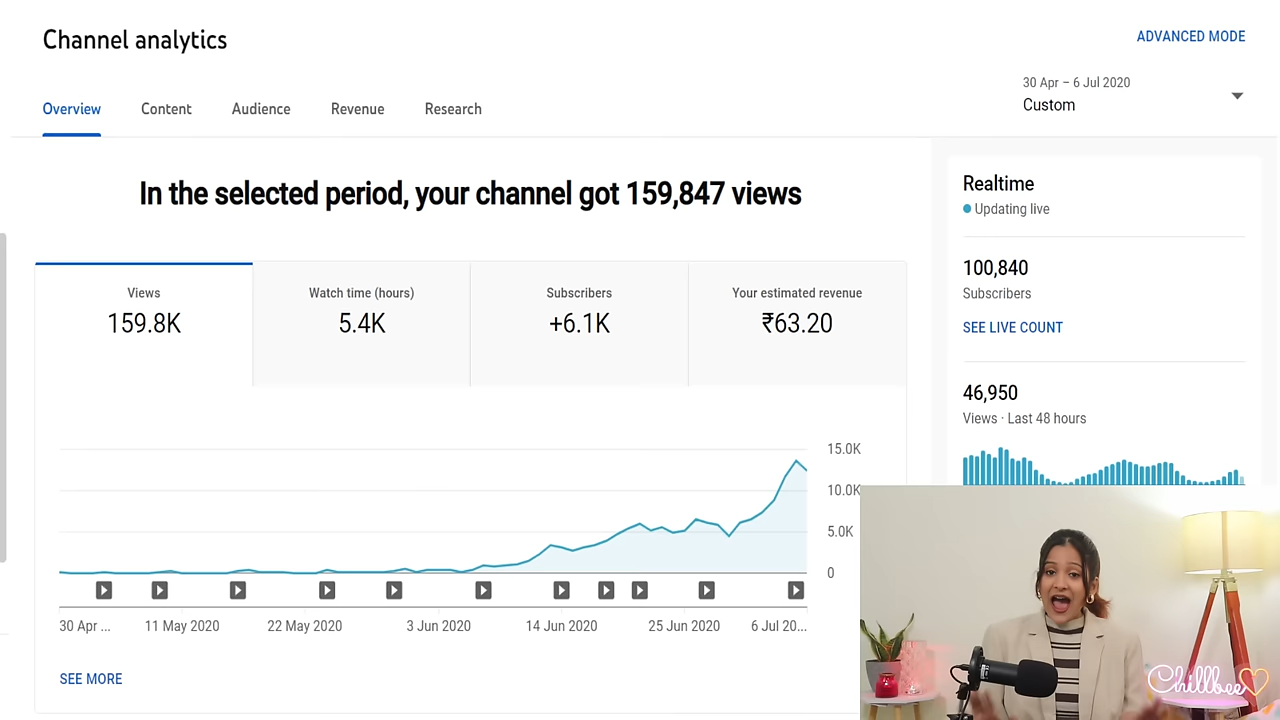 Channel analytics
ADVANCED MODE
30 Apr – 6 Jul 2020
Custom
Overview
Content
Audience
Revenue
Research
In the selected period, your channel got 159,847 views
Views
159.8K
Watch time (hours)
5.4K
Subscribers
+6.1K
Your estimated revenue
₹63.20
15.0K
10.0K
5.0K
0
30 Apr ...
11 May 2020
22 May 2020
3 Jun 2020
14 Jun 2020
25 Jun 2020
6 Jul 20...
SEE MORE
Realtime
Updating live
100,840
Subscribers
SEE LIVE COUNT
46,950
Views · Last 48 hours
Chillbee